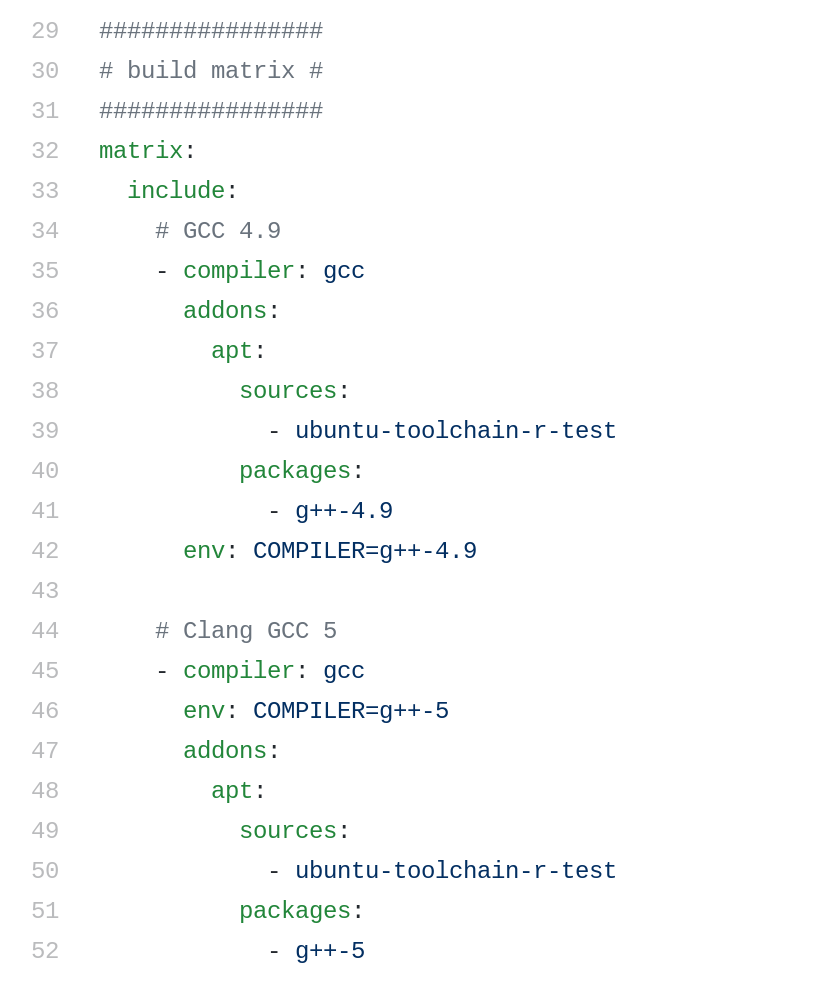 29 ################
30 # build matrix #
31 ################
32 matrix:
33   include:
34     # GCC 4.9
35     - compiler: gcc
36       addons:
37         apt:
38           sources:
39             - ubuntu-toolchain-r-test
40           packages:
41             - g++-4.9
42       env: COMPILER=g++-4.9
43
44     # Clang GCC 5
45     - compiler: gcc
46       env: COMPILER=g++-5
47       addons:
48         apt:
49           sources:
50             - ubuntu-toolchain-r-test
51           packages:
52             - g++-5